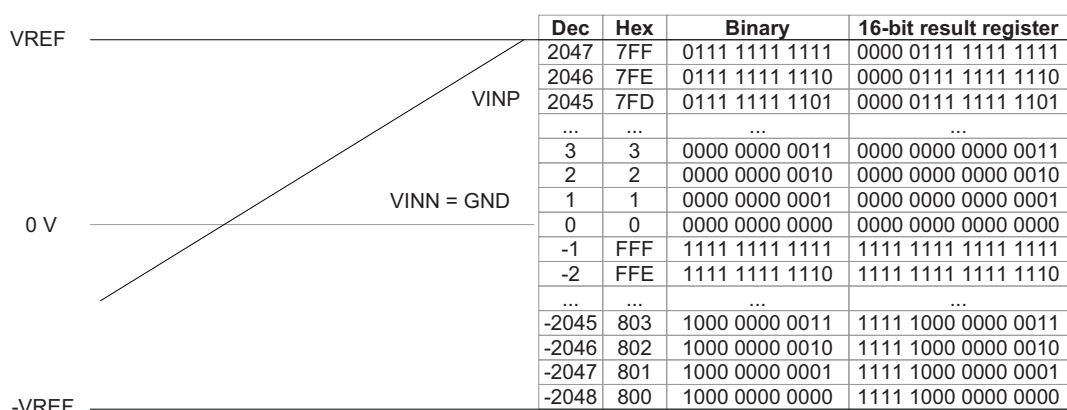 VREF
VINP
VINN = GND
0 V
-VREF
Dec Hex Binary 16-bit result register
2047 7FF 0111 1111 1111 0000 0111 1111 1111
2046 7FE 0111 1111 1110 0000 0111 1111 1110
2045 7FD 0111 1111 1101 0000 0111 1111 1101
... ... ... ...
3 3 0000 0000 0011 0000 0000 0000 0011
2 2 0000 0000 0010 0000 0000 0000 0010
1 1 0000 0000 0001 0000 0000 0000 0001
0 0 0000 0000 0000 0000 0000 0000 0000
-1 FFF 1111 1111 1111 1111 1111 1111 1111
-2 FFE 1111 1111 1110 1111 1111 1111 1110
... ... ... ...
-2045 803 1000 0000 0011 1111 1000 0000 0011
-2046 802 1000 0000 0010 1111 1000 0000 0010
-2047 801 1000 0000 0001 1111 1000 0000 0001
-2048 800 1000 0000 0000 1111 1000 0000 0000